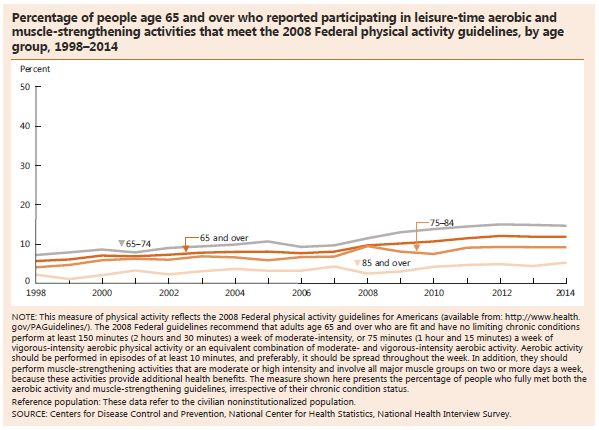 Percentage of people age 65 and over who reported participating in leisure-time aerobic and
muscle-strengthening activities that meet the 2008 Federal physical activity guidelines, by age
group, 1998–2014
Percent
50
40
30
20
10
0
75–84
65–74
65 and over
85 and over
1998 2000 2002 2004 2006 2008 2010 2012 2014
NOTE: This measure of physical activity reflects the 2008 Federal physical activity guidelines for Americans (available from: http://www.health.
gov/PAGuidelines/). The 2008 Federal guidelines recommend that adults age 65 and over who are fit and have no limiting chronic conditions
perform at least 150 minutes (2 hours and 30 minutes) a week of moderate-intensity, or 75 minutes (1 hour and 15 minutes) a week of
vigorous-intensity aerobic physical activity or an equivalent combination of moderate- and vigorous-intensity aerobic activity. Aerobic activity
should be performed in episodes of at least 10 minutes, and preferably, it should be spread throughout the week. In addition, they should
perform muscle-strengthening activities that are moderate or high intensity and involve all major muscle groups on two or more days a week,
because these activities provide additional health benefits. The measure shown here presents the percentage of people who fully met both the
aerobic activity and muscle-strengthening guidelines, irrespective of their chronic condition status.
Reference population: These data refer to the civilian noninstitutionalized population.
SOURCE: Centers for Disease Control and Prevention, National Center for Health Statistics, National Health Interview Survey.